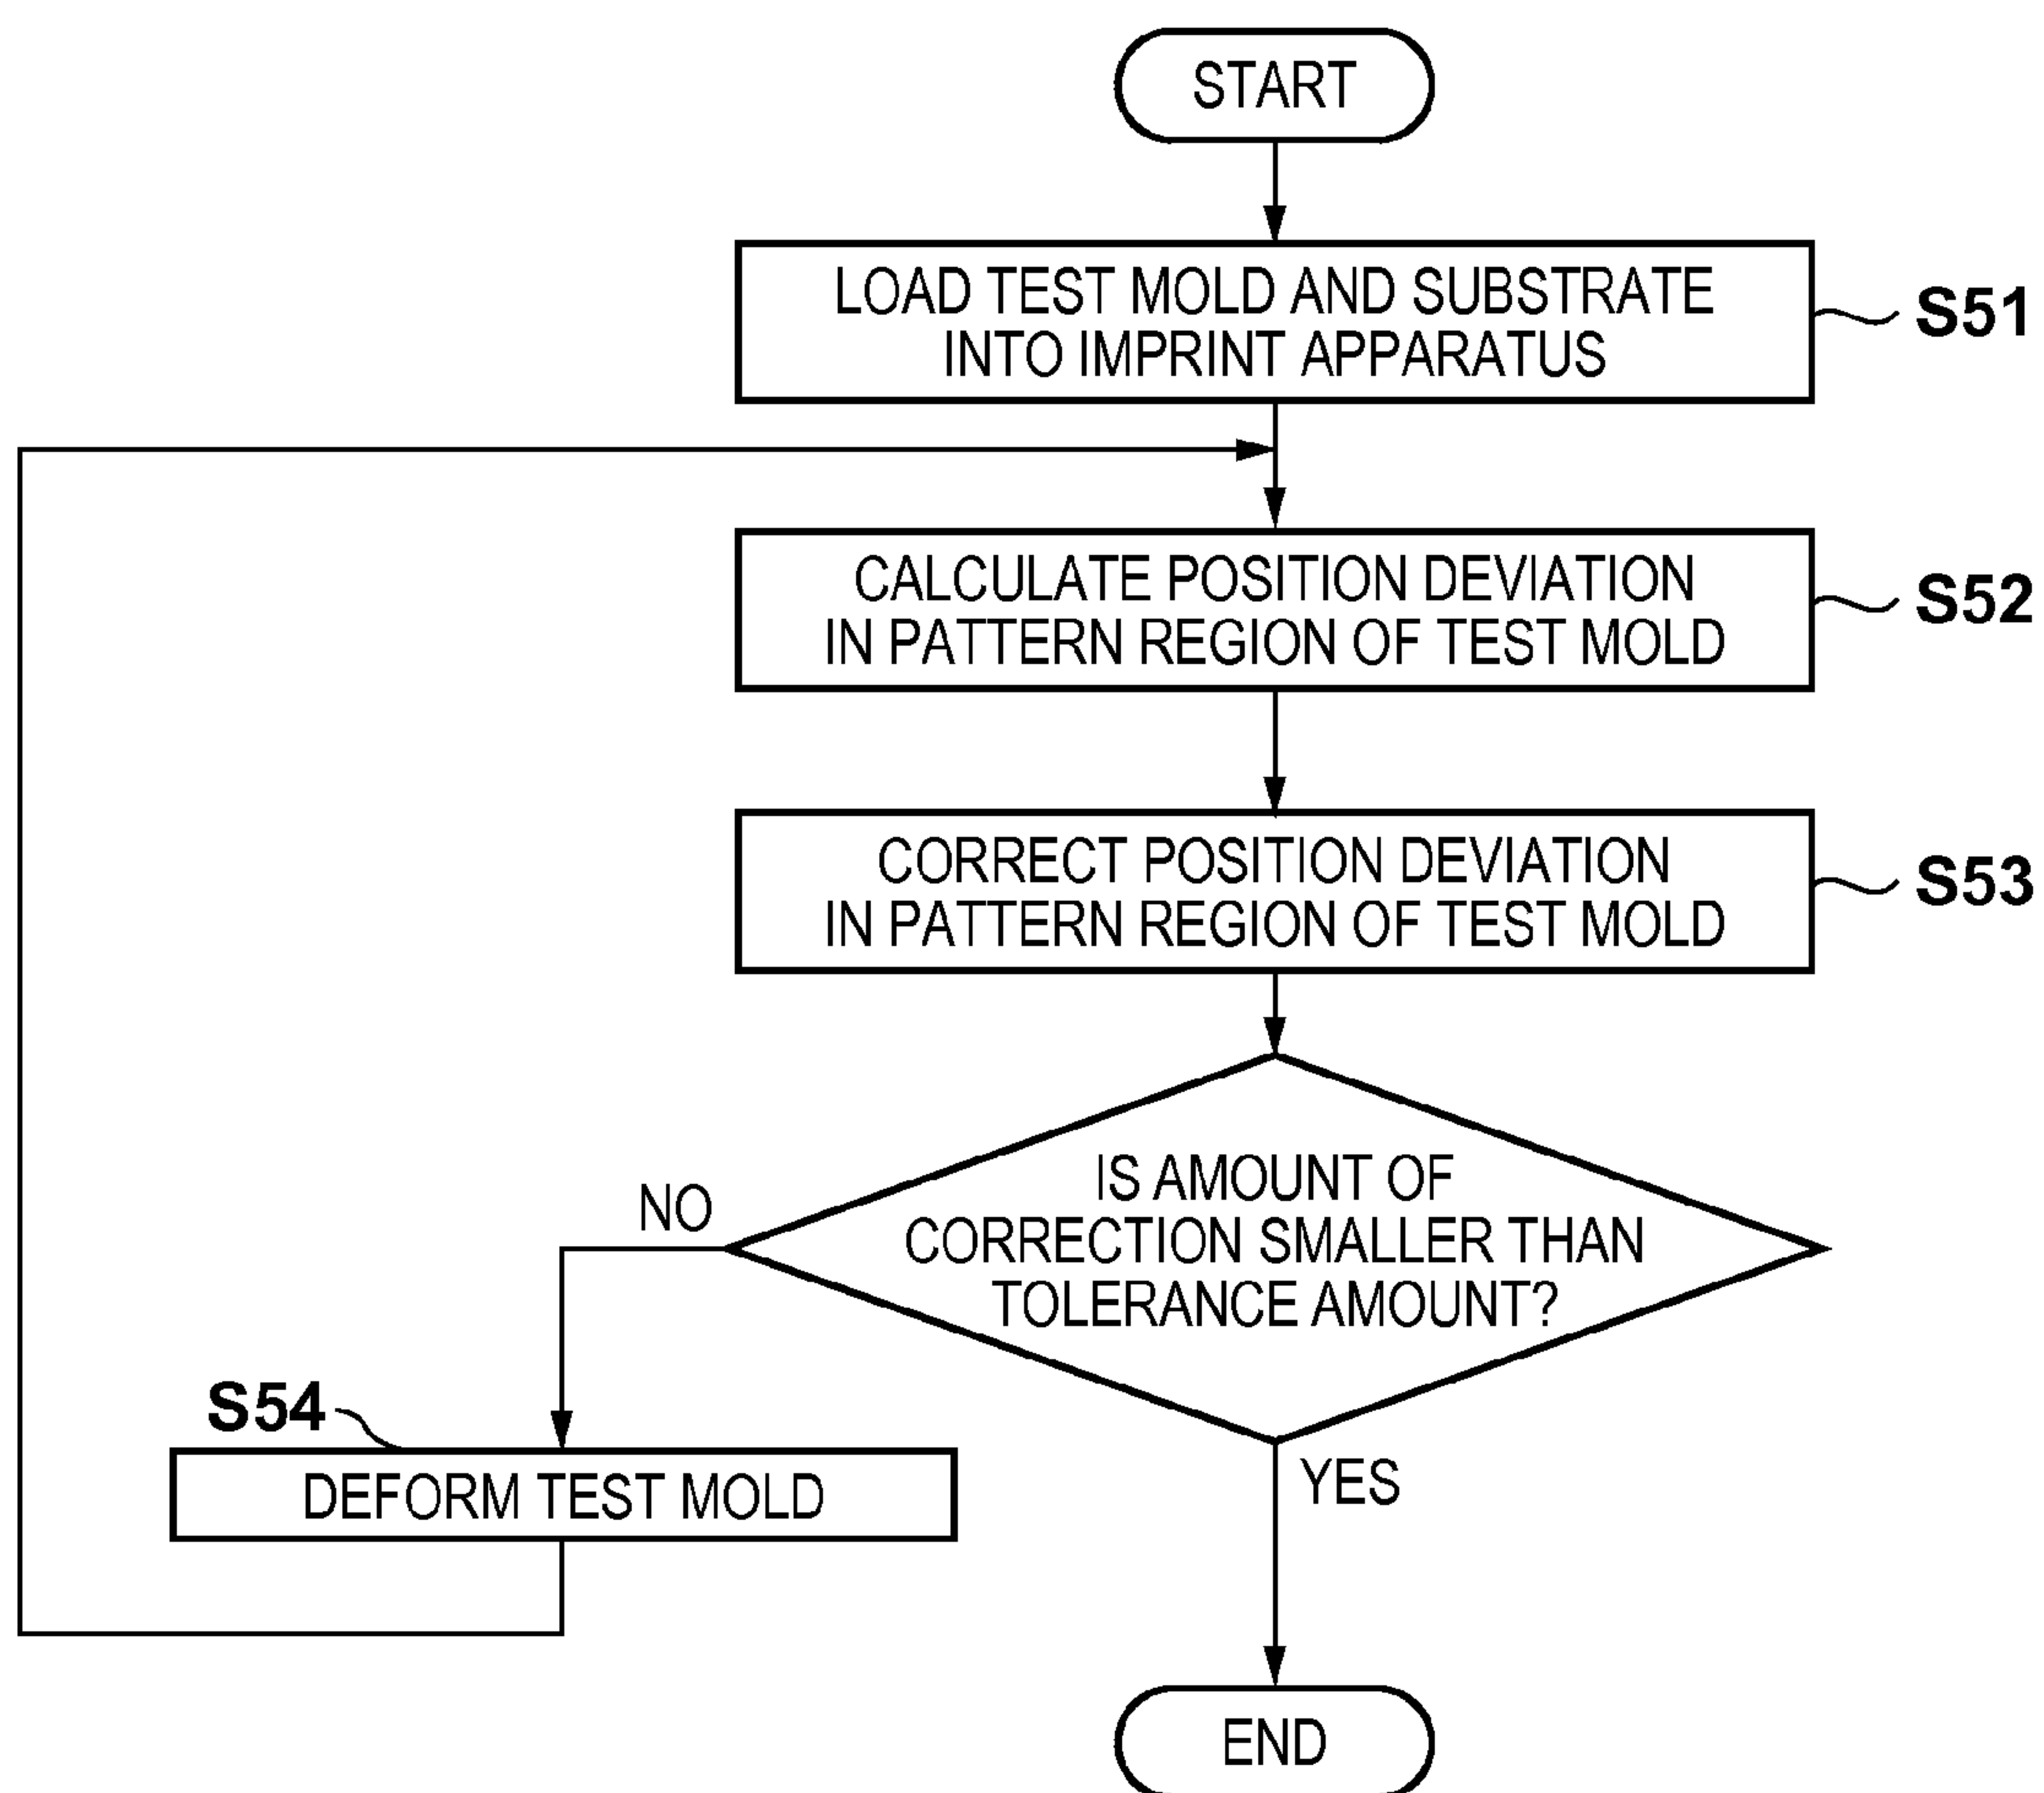 START
LOAD TEST MOLD AND SUBSTRATE
INTO IMPRINT APPARATUS
S51
CALCULATE POSITION DEVIATION
IN PATTERN REGION OF TEST MOLD
S52
CORRECT POSITION DEVIATION
IN PATTERN REGION OF TEST MOLD
S53
IS AMOUNT OF
CORRECTION SMALLER THAN
TOLERANCE AMOUNT?
NO
S54
DEFORM TEST MOLD
YES
END